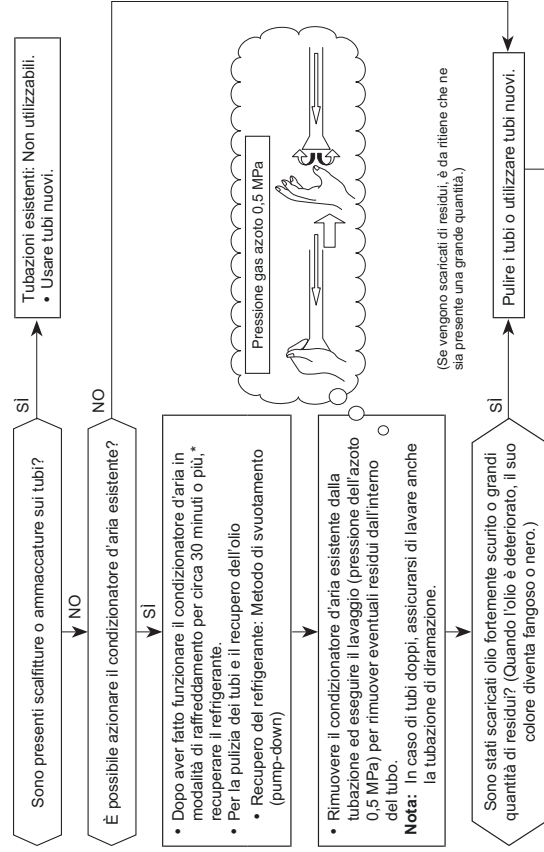 Sono presenti scalfitture o ammaccature sui tubi?
SÌ
Tubazioni esistenti: Non utilizzabili.
• Usare tubi nuovi.
NO
È possibile azionare il condizionatore d'aria esistente?
NO
SÌ
• Dopo aver fatto funzionare il condizionatore d'aria in
modalità di raffreddamento per circa 30 minuti o più,*
recuperare il refrigerante.
• Per la pulizia dei tubi e il recupero dell'olio
• Recupero del refrigerante: Metodo di svuotamento
(pump-down)
Pressione gas azoto 0,5 MPa
• Rimuovere il condizionatore d'aria esistente dalla
tubazione ed eseguire il lavaggio (pressione dell'azoto
0,5 MPa) per rimuover eventuali residui dall'interno
del tubo.
Nota: In caso di tubi doppi, assicurarsi di lavare anche
la tubazione di diramazione.
(Se vengono scaricati di residui, è da ritiene che ne
sia presente una grande quantità.)
Sono stati scaricati olio fortemente scurito o grandi
quantità di residui? (Quando l'olio è deteriorato, il suo
colore diventa fangoso o nero.)
SÌ
Pulire i tubi o utilizzare tubi nuovi.